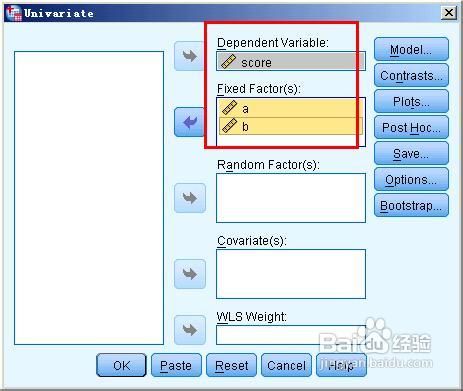 Univariate
Dependent Variable:
score
Fixed Factor(s):
a
b
Random Factor(s):
Covariate(s):
WLS Weight:
Model...
Contrasts...
Plots...
Post Hoc...
Save...
Options...
Bootstrap...
OK
Paste
Reset
Cancel
Help
Baidu 经验
jingyan.baidu.com